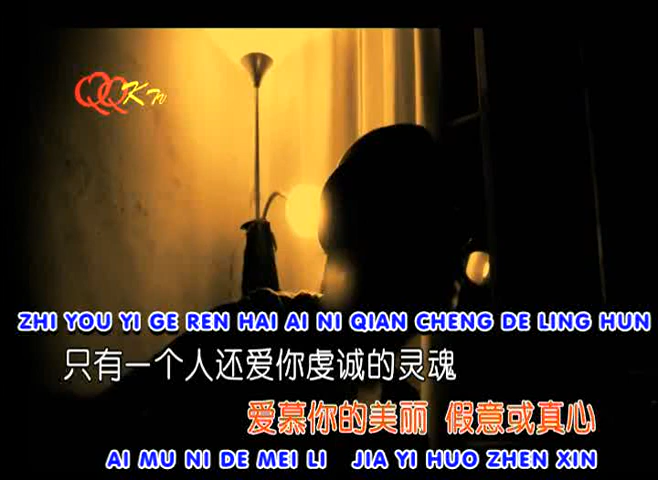 QQKTV
ZHI YOU YI GE REN HAI AI NI QIAN CHENG DE LING HUN
只有一个人还爱你虔诚的灵魂
爱慕你的美丽 假意或真心
AI MU NI DE MEI LI JIA YI HUO ZHEN XIN